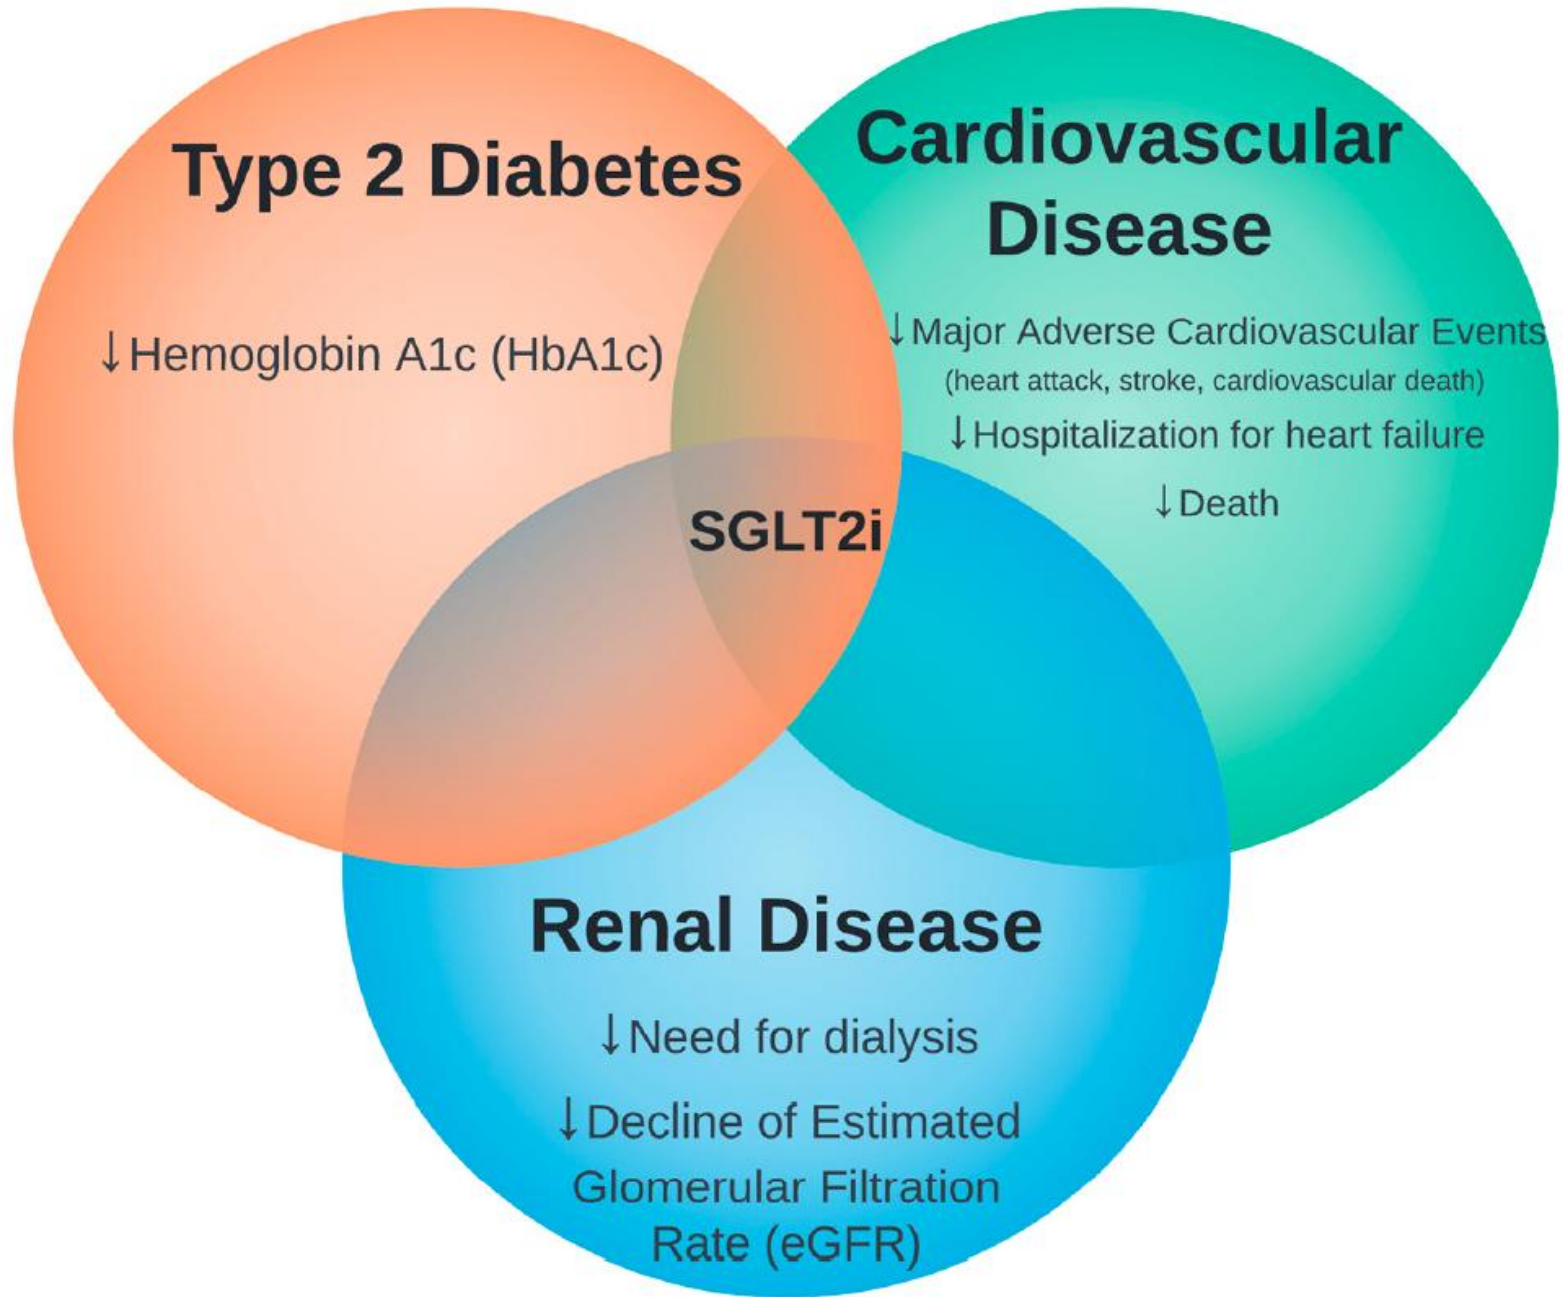 Type 2 Diabetes
↓Hemoglobin A1c (HbA1c)
Cardiovascular
Disease
↓Major Adverse Cardiovascular Events
(heart attack, stroke, cardiovascular death)
↓Hospitalization for heart failure
↓Death
SGLT2i
Renal Disease
↓Need for dialysis
↓Decline of Estimated
Glomerular Filtration
Rate (eGFR)